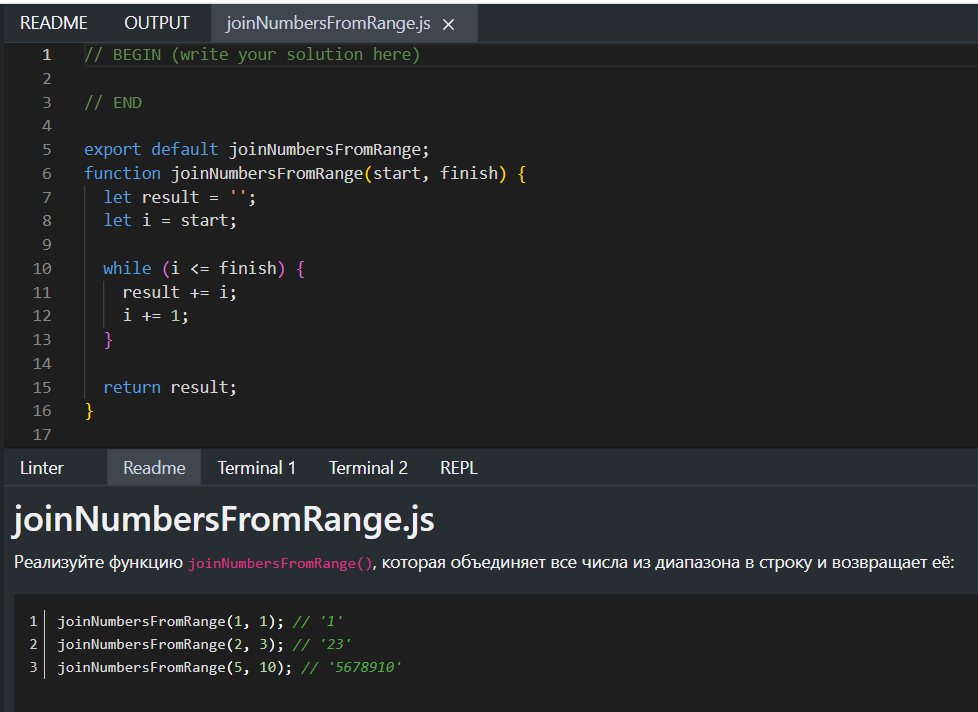 README OUTPUT joinNumbersFromRange.js ×
1 // BEGIN (write your solution here)
2
3 // END
4
5 export default joinNumbersFromRange;
6 function joinNumbersFromRange(start, finish) {
7 let result = '';
8 let i = start;
9
10 while (i <= finish) {
11 result += i;
12 i += 1;
13 }
14
15 return result;
16 }
17
Linter Readme Terminal 1 Terminal 2 REPL
joinNumbersFromRange.js
Реализуйте функцию joinNumbersFromRange(), которая объединяет все числа из диапазона в строку и возвращает её:
1 joinNumbersFromRange(1, 1); // '1'
2 joinNumbersFromRange(2, 3); // '23'
3 joinNumbersFromRange(5, 10); // '5678910'